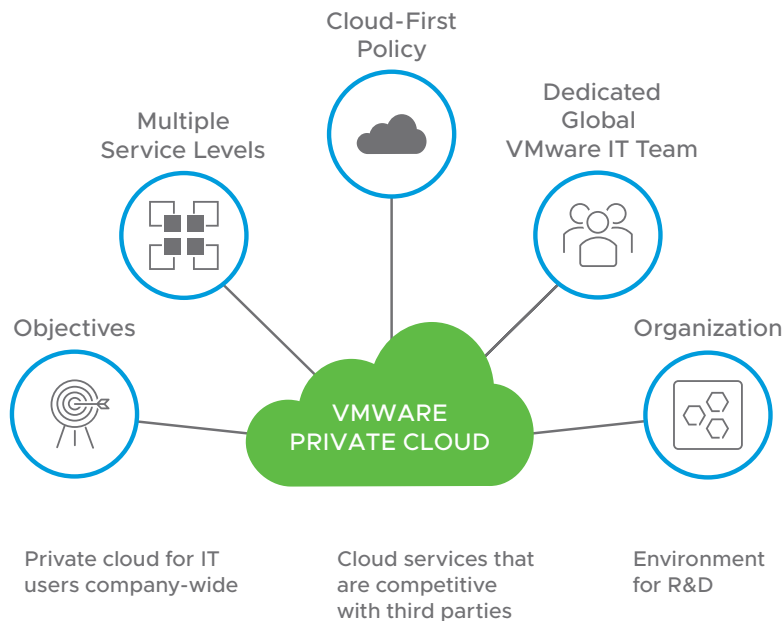 Cloud-First
Policy
Multiple
Service Levels
Dedicated
Global
VMware IT Team
Objectives
Organization
VMWARE
PRIVATE CLOUD
Private cloud for IT
users company-wide
Cloud services that
are competitive
with third parties
Environment
for R&D